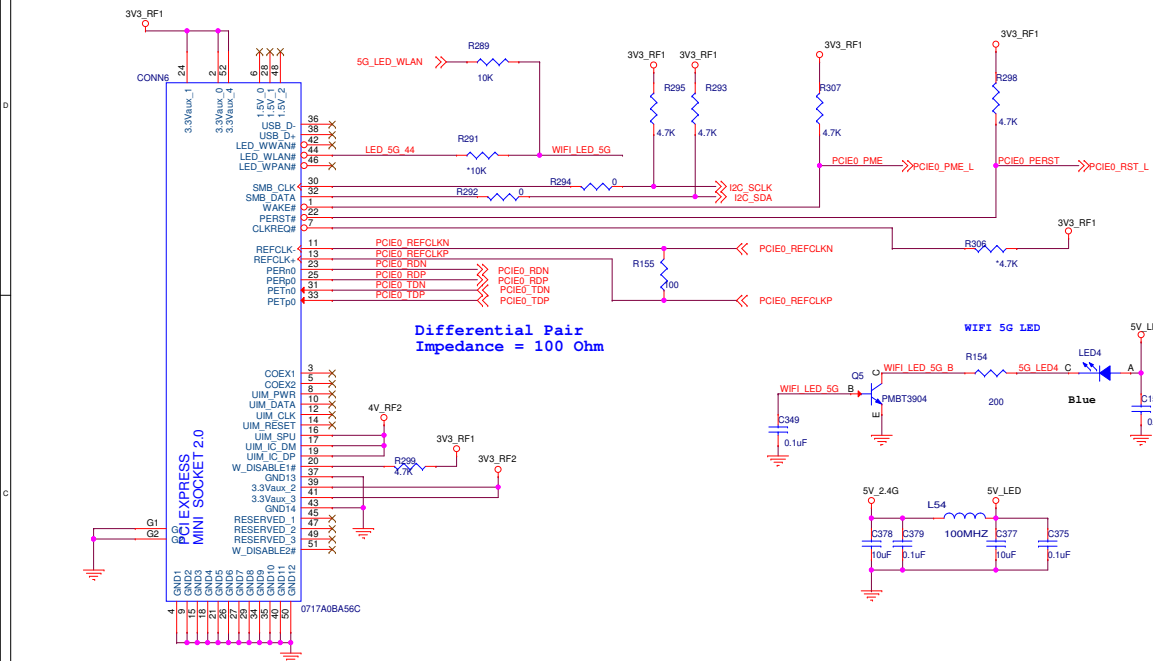 3V3_RF1
CONN6
24
2
52
6
28
48
3.3Vaux_1
3.3Vaux_0
3.3Vaux_4
1.5V_0
1.5V_1
1.5V_2
USB_D- 36
USB_D+ 38
LED_WWAN# 42
LED_WLAN# 44
LED_WPAN# 46
SMB_CLK 30
SMB_DATA 32
WAKE# 1
PERST# 22
CLKREQ# 7
REFCLK- 11
REFCLK+ 13
PERn0 23
PERp0 25
PETn0 31
PETp0 33
COEX1 3
COEX2 5
UIM_PWR 8
UIM_DATA 10
UIM_CLK 12
UIM_RESET 14
UIM_SPU 16
UIM_IC_DM 17
UIM_IC_DP 19
W_DISABLE1# 20
GND13 37
3.3Vaux_2 39
3.3Vaux_3 41
GND14 43
RESERVED_1 45
RESERVED_2 47
RESERVED_3 49
W_DISABLE2# 51
PCI EXPRESS
MINI SOCKET 2.0
G1
G2
GND1
GND2
GND3
GND4
GND5
GND6
GND7
GND8
GND9
GND10
GND11
GND12
4
9
15
18
21
26
27
29
34
35
40
50
0717A0BA56C
5G_LED_WLAN
R289
10K
LED_5G_44
R291
*10K
WIFI_LED_5G
3V3_RF1
3V3_RF1
R295
R293
4.7K
4.7K
R294
0
R292
0
I2C_SCLK
I2C_SDA
3V3_RF1
R307
4.7K
PCIE0_PME
PCIE0_PME_L
3V3_RF1
R298
4.7K
PCIE0_PERST
PCIE0_RST_L
3V3_RF1
R306
*4.7K
PCIE0_REFCLKN
PCIE0_REFCLKP
PCIE0_RDN
PCIE0_RDP
PCIE0_TDN
PCIE0_TDP
PCIE0_RDN
PCIE0_RDP
PCIE0_TDN
PCIE0_TDP
R155
100
PCIE0_REFCLKN
PCIE0_REFCLKP
Differential Pair
Impedance = 100 Ohm
4V_RF2
3V3_RF1
R299
4.7K
3V3_RF2
WIFI 5G LED
WIFI_LED_5G
B
C
E
Q5
PMBT3904
C349
0.1uF
WIFI_LED_5G_B
R154
200
5G_LED4
C
LED4
A
Blue
5V_2.4G
L54
100MHZ
5V_LED
C378
10uF
C379
0.1uF
C377
10uF
C375
0.1uF
D
C